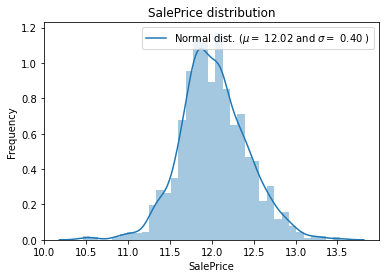 SalePrice distribution
Normal dist. (μ = 12.02 and σ = 0.40 )
Frequency
1.2
1.0
0.8
0.6
0.4
0.2
0.0
10.0 10.5 11.0 11.5 12.0 12.5 13.0 13.5
SalePrice